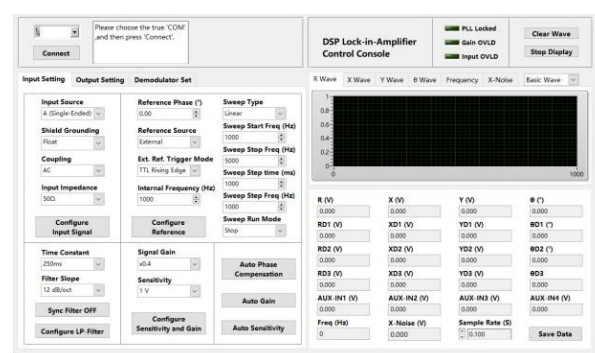 Please choose the true 'COM'
,and then press 'Connect'.
Connect
DSP Lock-in-Amplifier
Control Console
PLL Locked
Gain OVLD
Input OVLD
Clear Wave
Stop Display
Input Setting Output Setting Demodulator Set
Input Source
A (Single-Ended)
Shield Grounding
Float
Coupling
AC
Input Impedance
50Ω
Configure
Input Signal
Reference Phase (°)
0.00
Reference Source
External
Ext. Ref. Trigger Mode
TTL Rising Edge
Internal Frequency (Hz)
1000
Configure
Reference
Sweep Type
Linear
Sweep Start Freq (Hz)
1000
Sweep Stop Freq (Hz)
5000
Sweep Step time (ms)
1000
Sweep Step Freq (Hz)
1000
Sweep Run Mode
Stop
Time Constant
250ms
Filter Slope
12 dB/oct
Sync Filter OFF
Configure LP-Filter
Signal Gain
x0.4
Sensitivity
1 V
Configure
Sensitivity and Gain
Auto Phase
Compensation
Auto Gain
Auto Sensitivity
R Wave X Wave Y Wave θ Wave Frequency X-Noise Basic Wave
1
0.8
0.6
0.4
0.2
0
0 1000
R (V) X (V) Y (V) θ (°)
0.000 0.000 0.000 0.000
RD1 (V) XD1 (V) YD1 (V) θD1 (°)
0.000 0.000 0.000 0.000
RD2 (V) XD2 (V) YD2 (V) θD2 (°)
0.000 0.000 0.000 0.000
RD3 (V) XD3 (V) YD3 (V) θD3
0.000 0.000 0.000 0.000
AUX-IN1 (V) AUX-IN2 (V) AUX-IN3 (V) AUX-IN4 (V)
0.000 0.000 0.000 0.000
Freq (Hz) X-Noise (V) Sample Rate (S)
0 0.000 0.100 Save Data